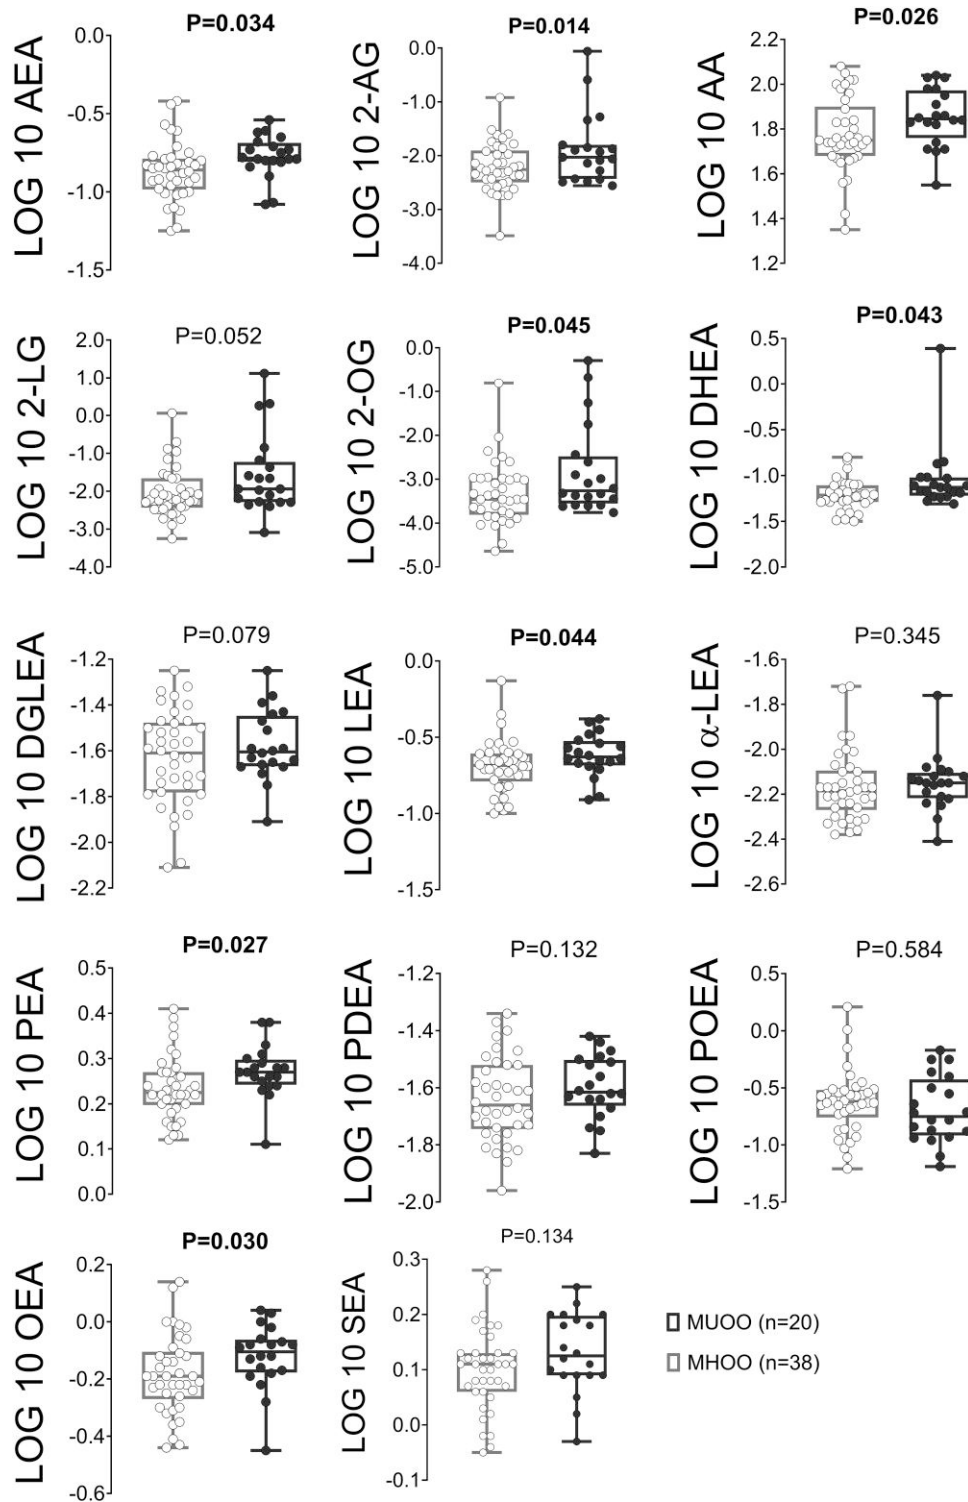 P=0.034
LOG 10 AEA
0.0
-0.5
-1.0
-1.5
P=0.014
LOG 10 2-AG
0.0
-1.0
-2.0
-3.0
-4.0
P=0.026
LOG 10 AA
2.2
2.0
1.8
1.6
1.4
1.2
P=0.052
LOG 10 2-LG
2.0
1.0
0.0
-1.0
-2.0
-3.0
-4.0
P=0.045
LOG 10 2-OG
0.0
-1.0
-2.0
-3.0
-4.0
-5.0
P=0.043
LOG 10 DHEA
0.5
0.0
-0.5
-1.0
-1.5
-2.0
P=0.079
LOG 10 DGLEA
-1.2
-1.4
-1.6
-1.8
-2.0
-2.2
P=0.044
LOG 10 LEA
0.0
-0.5
-1.0
-1.5
P=0.345
LOG 10 α-LEA
-1.6
-1.8
-2.0
-2.2
-2.4
-2.6
P=0.027
LOG 10 PEA
0.5
0.4
0.3
0.2
0.1
0.0
P=0.132
LOG 10 PDEA
-1.2
-1.4
-1.6
-1.8
-2.0
P=0.584
LOG 10 POEA
0.5
0.0
-0.5
-1.0
-1.5
P=0.030
LOG 10 OEA
0.2
0.0
-0.2
-0.4
-0.6
P=0.134
LOG 10 SEA
0.3
0.2
0.1
0.0
-0.1
MUOO (n=20)
MHOO (n=38)